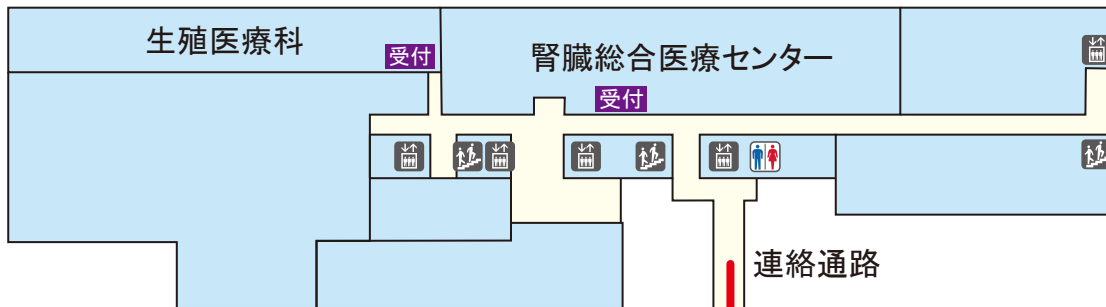 生殖医療科
受付
腎臓総合医療センター
受付
連絡通路